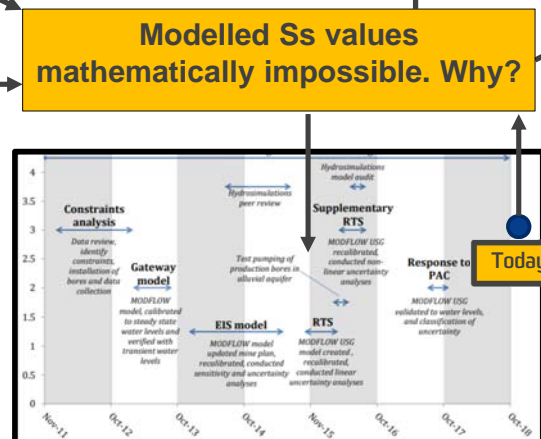 Modelled Ss values
mathematically impossible. Why?
Hydrosimulations
model audit
Hydrosimulations
peer review
Constraints
analysis
Data review,
identify
constraints,
installation of
bores and data
collection
Supplementary
RTS
MODFLOW USG
recalibrated,
conducted non-
linear uncertainty
analyses
Today
Gateway
model
MODFLOW
model, calibrated
to steady state
water levels and
verified with
transient water
levels
Test pumping of
production bores in
alluvial aquifer
Response to
PAC
MODFLOW USG
validated to water levels,
and classification of
uncertainty
EIS model
MODFLOW model
updated mine plan,
recalibrated, conducted
sensitivity and uncertainty
analyses
RTS
MODFLOW USG
model created ,
recalibrated,
conducted linear
uncertainty analyses
4
3.5
3
2.5
2
1.5
1
0.5
0
Nov-11
Oct-12
Oct-13
Oct-14
Nov-15
Oct-16
Oct-17
Oct-18